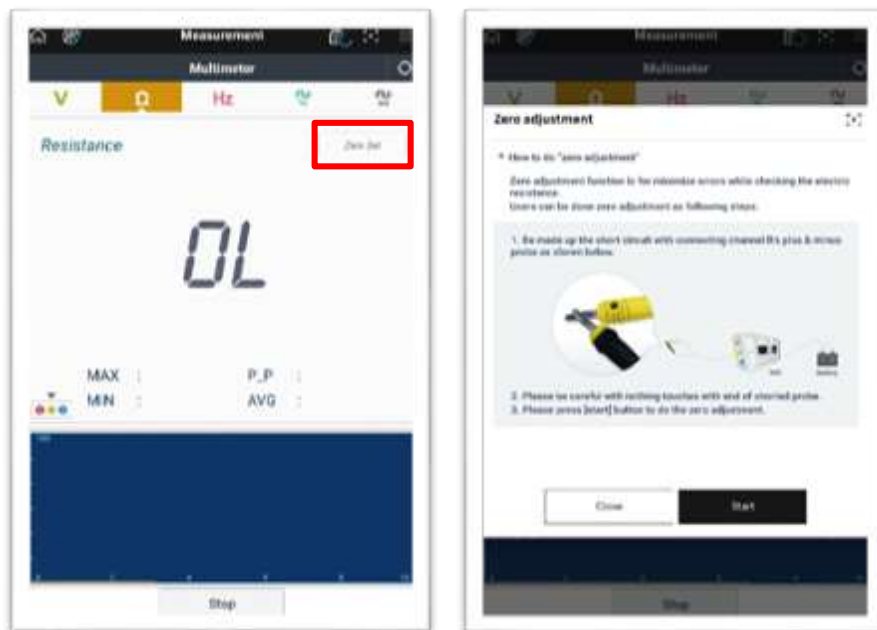 Measurement
Multimeter
V Ω Hz
Resistance
Zero Set
OL
MAX : P_P :
MIN : AVG :
Stop
Measurement
Multimeter
V Ω Hz
Zero adjustment
* How to do "zero adjustment"
Zero adjustment function is for minimize errors while checking the electric
resistance.
Users can be done zero adjustment as following steps.
1. Be made up the short circuit with connecting channel B's plus & minus
probe as shown below.
Battery
2. Please be careful with nothing touches with end of shorted probe.
3. Please press [start] button to do the zero adjustment.
Close Start
Stop